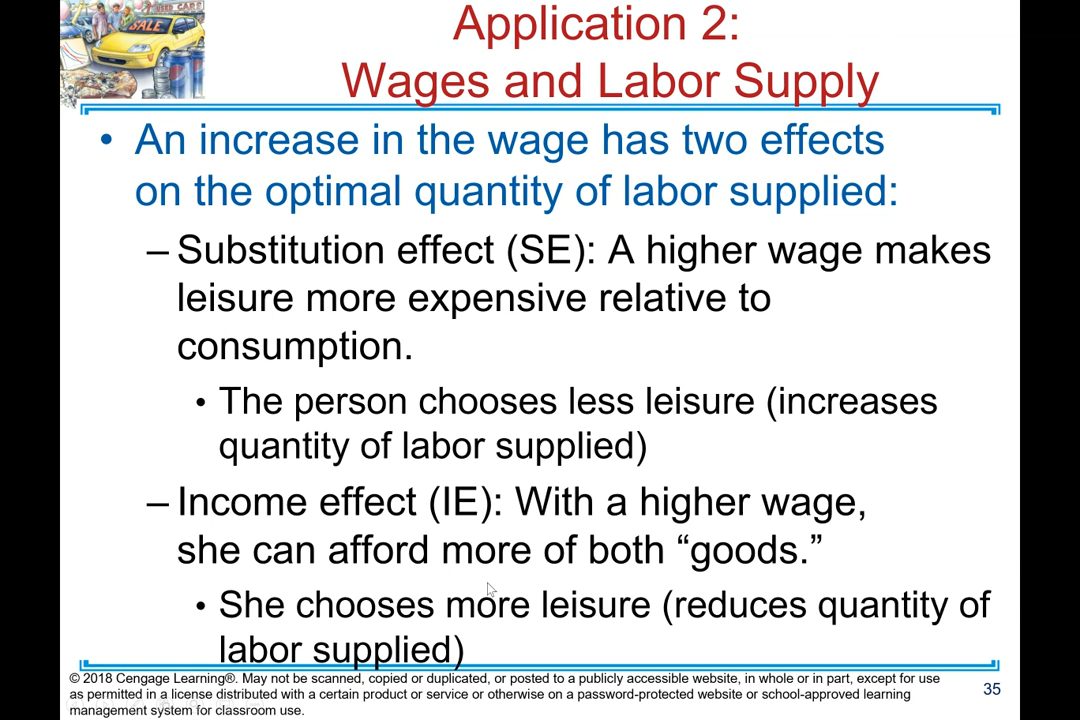 USED CARS
SALE
Application 2:
Wages and Labor Supply
• An increase in the wage has two effects
on the optimal quantity of labor supplied:
– Substitution effect (SE): A higher wage makes
leisure more expensive relative to
consumption.
• The person chooses less leisure (increases
quantity of labor supplied)
– Income effect (IE): With a higher wage,
she can afford more of both “goods.”
• She chooses more leisure (reduces quantity of
labor supplied)
© 2018 Cengage Learning®. May not be scanned, copied or duplicated, or posted to a publicly accessible website, in whole or in part, except for use
as permitted in a license distributed with a certain product or service or otherwise on a password-protected website or school-approved learning
management system for classroom use.
35